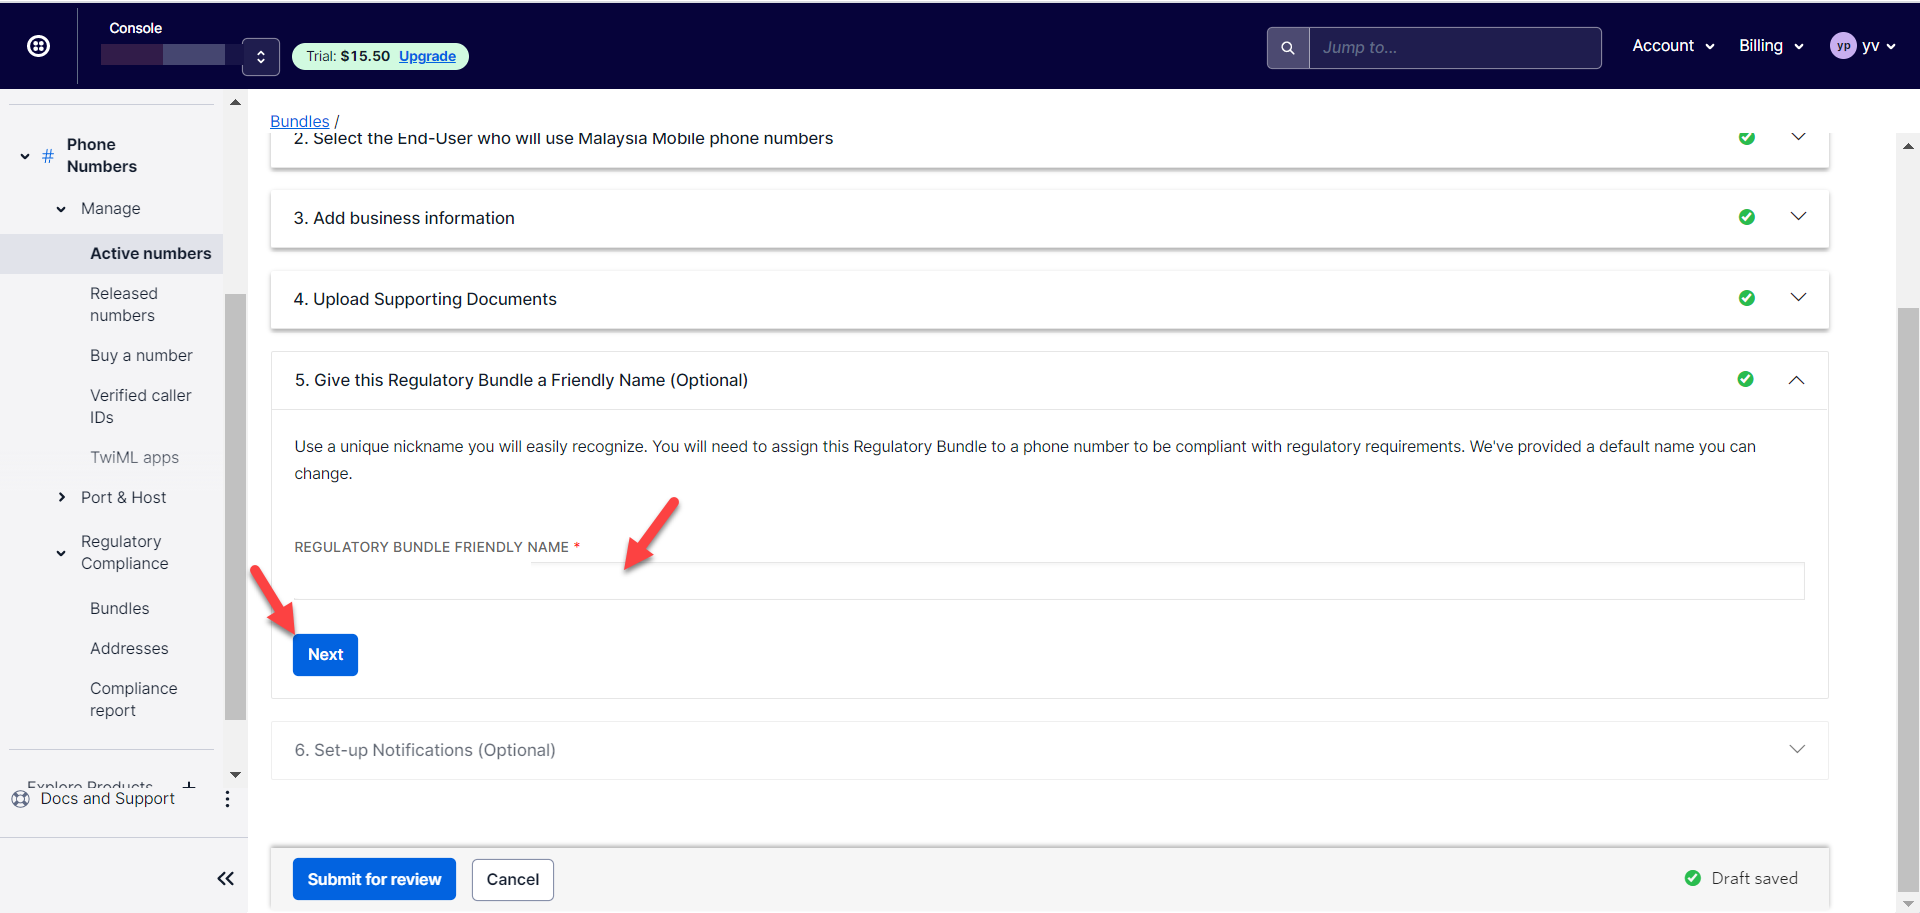 Console
Trial: $15.50 Upgrade
Jump to...
Account
Billing
yp yv
Phone
Numbers
Manage
Active numbers
Released
numbers
Buy a number
Verified caller
IDs
TwiML apps
Port & Host
Regulatory
Compliance
Bundles
Addresses
Compliance
report
Explore Products +
Docs and Support
Bundles /
2. Select the End-User who will use Malaysia Mobile phone numbers
3. Add business information
4. Upload Supporting Documents
5. Give this Regulatory Bundle a Friendly Name (Optional)
Use a unique nickname you will easily recognize. You will need to assign this Regulatory Bundle to a phone number to be compliant with regulatory requirements. We've provided a default name you can
change.
REGULATORY BUNDLE FRIENDLY NAME *
Next
6. Set-up Notifications (Optional)
Submit for review
Cancel
Draft saved